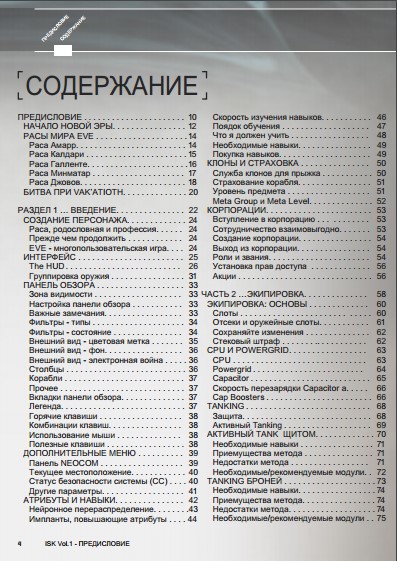 ПРЕДИСЛОВИЕ
СОДЕРЖАНИЕ
СОДЕРЖАНИЕ
ПРЕДИСЛОВИЕ . . . . . . . . . . . . . . . . . . . . . . 10
НАЧАЛО НОВОЙ ЭРЫ. . . . . . . . . . . . . . . 12
РАСЫ МИРА EVE . . . . . . . . . . . . . . . . . . . 14
Раса Амарр. . . . . . . . . . . . . . . . . . . . . . . 14
Раса Калдари . . . . . . . . . . . . . . . . . . . . . 15
Раса Галленте. . . . . . . . . . . . . . . . . . . . . 16
Раса Минматар . . . . . . . . . . . . . . . . . . . . 17
Раса Джовов. . . . . . . . . . . . . . . . . . . . . . 18
БИТВА ПРИ VAK'ATIOTH. . . . . . . . . . . . . . 20
РАЗДЕЛ 1 ... ВВЕДЕНИЕ. . . . . . . . . . . . . . . 22
СОЗДАНИЕ ПЕРСОНАЖА. . . . . . . . . . . . . 24
Раса, родословная и профессия. . . . . . . 24
Прежде чем продолжить . . . . . . . . . . . . 24
EVE - многопользовательская игра. . . . 24
ИНТЕРФЕЙС . . . . . . . . . . . . . . . . . . . . . . 25
The HUD . . . . . . . . . . . . . . . . . . . . . . . . . 26
Группировка оружия . . . . . . . . . . . . . . . . 31
ПАНЕЛЬ ОБЗОРА . . . . . . . . . . . . . . . . . . 33
Зона видимости . . . . . . . . . . . . . . . . . . . 33
Настройка панели обзора . . . . . . . . . . . 33
Важные замечания. . . . . . . . . . . . . . . . . 33
Фильтры - типы . . . . . . . . . . . . . . . . . . . 34
Фильтры - состояние . . . . . . . . . . . . . . . 34
Внешний вид - цветовая метка . . . . . . . 35
Внешний вид - фон. . . . . . . . . . . . . . . . . 36
Внешний вид - электронная война . . . . 36
Столбцы . . . . . . . . . . . . . . . . . . . . . . . . . 36
Корабли . . . . . . . . . . . . . . . . . . . . . . . . . 37
Прочее . . . . . . . . . . . . . . . . . . . . . . . . . . 37
Вкладки панели обзора. . . . . . . . . . . . . . 37
Легенда. . . . . . . . . . . . . . . . . . . . . . . . . . 37
Горячие клавиши . . . . . . . . . . . . . . . . . . 38
Комбинации клавиш. . . . . . . . . . . . . . . . 38
Использование мыши . . . . . . . . . . . . . . 38
Полезные клавиши . . . . . . . . . . . . . . . . . 38
ДОПОЛНИТЕЛЬНЫЕ МЕНЮ . . . . . . . . . . 39
Панель NEOCOM . . . . . . . . . . . . . . . . . . 39
Текущее местоположение. . . . . . . . . . . . 40
Статус безопасности системы (СС) . . . . 40
Другие параметры. . . . . . . . . . . . . . . . . . 41
АТРИБУТЫ И НАВЫКИ. . . . . . . . . . . . . . . 42
Нейронное перераспределение. . . . . . . . 43
Импланты, повышающие атрибуты . . . . 44
Скорость изучения навыков. . . . . . . . . . . 46
Поядок обучения . . . . . . . . . . . . . . . . . . 47
Что я должен учить . . . . . . . . . . . . . . . . . 48
Необходимые навыки . . . . . . . . . . . . . . . 49
Покупка навыков. . . . . . . . . . . . . . . . . . . 49
КЛОНЫ И СТРАХОВКА . . . . . . . . . . . . . . . 50
Служба клонов для прыжка . . . . . . . . . . 50
Страхование корабля. . . . . . . . . . . . . . . 51
Уровень предмета . . . . . . . . . . . . . . . . . 51
Meta Group и Meta Level. . . . . . . . . . . . . . 52
КОРПОРАЦИИ. . . . . . . . . . . . . . . . . . . . . . 53
Вступление в корпорацию . . . . . . . . . . . 53
Сотрудничество взаимовыгодно. . . . . . . 53
Создание корпорации. . . . . . . . . . . . . . . 54
Выход из корпорации. . . . . . . . . . . . . . . . 54
Роли и звания. . . . . . . . . . . . . . . . . . . . . 54
Установка прав доступа . . . . . . . . . . . . . 56
Акции . . . . . . . . . . . . . . . . . . . . . . . . . . . 56
ЧАСТЬ 2 ...ЭКИПИРОВКА. . . . . . . . . . . . . . 58
ЭКИПИРОВКА: ОСНОВЫ . . . . . . . . . . . . . 60
Слоты . . . . . . . . . . . . . . . . . . . . . . . . . . . 60
Отсеки и оружейные слоты. . . . . . . . . . . 61
Сохраняйте изменения . . . . . . . . . . . . . . 62
Стековый штраф . . . . . . . . . . . . . . . . . . . 62
CPU И POWERGRID. . . . . . . . . . . . . . . . . . 63
CPU . . . . . . . . . . . . . . . . . . . . . . . . . . . . . 63
Powergrid . . . . . . . . . . . . . . . . . . . . . . . . 64
Capacitor . . . . . . . . . . . . . . . . . . . . . . . . . 65
Скорость перезарядки Capacitor а. . . . . . 66
Cap Boosters . . . . . . . . . . . . . . . . . . . . . . 66
TANKING . . . . . . . . . . . . . . . . . . . . . . . . . . 68
Защита. . . . . . . . . . . . . . . . . . . . . . . . . . . 68
Активный Tanking . . . . . . . . . . . . . . . . . . 69
АКТИВНЫЙ TANK ЩИТОМ. . . . . . . . . . . . 70
Необходимые навыки . . . . . . . . . . . . . . . 71
Приемущества метода . . . . . . . . . . . . . . 71
Недостатки метода . . . . . . . . . . . . . . . . . 71
Необходимые/рекомендуемые модули. . 72
TANKING БРОНЕЙ . . . . . . . . . . . . . . . . . . . 73
Необходимые навыки. . . . . . . . . . . . . . . . 74
Приемущества метода. . . . . . . . . . . . . . . 74
Недостатки метода. . . . . . . . . . . . . . . . . . 74
Необходимые/рекомендуемые модули . . 75
4 ISK Vol.1 - ПРЕДИСЛОВИЕ